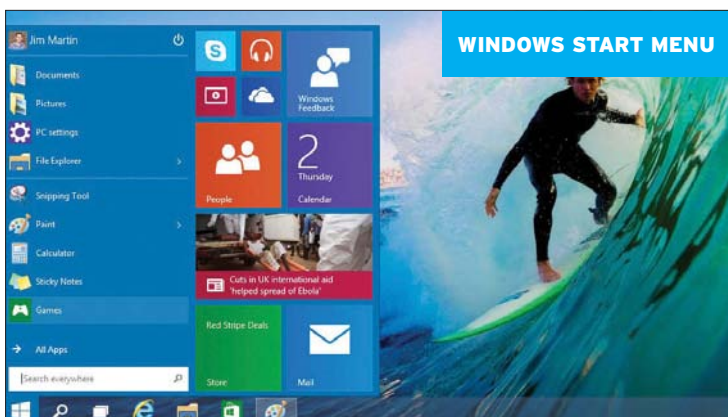 WINDOWS START MENU
Jim Martin
Documents
Pictures
PC settings
File Explorer
Snipping Tool
Paint
Calculator
Sticky Notes
Games
All Apps
Search everywhere
Windows
Feedback
People
2
Thursday
Calendar
Cuts in UK international aid
'helped spread of Ebola'
Red Stripe Deals
Store
Mail